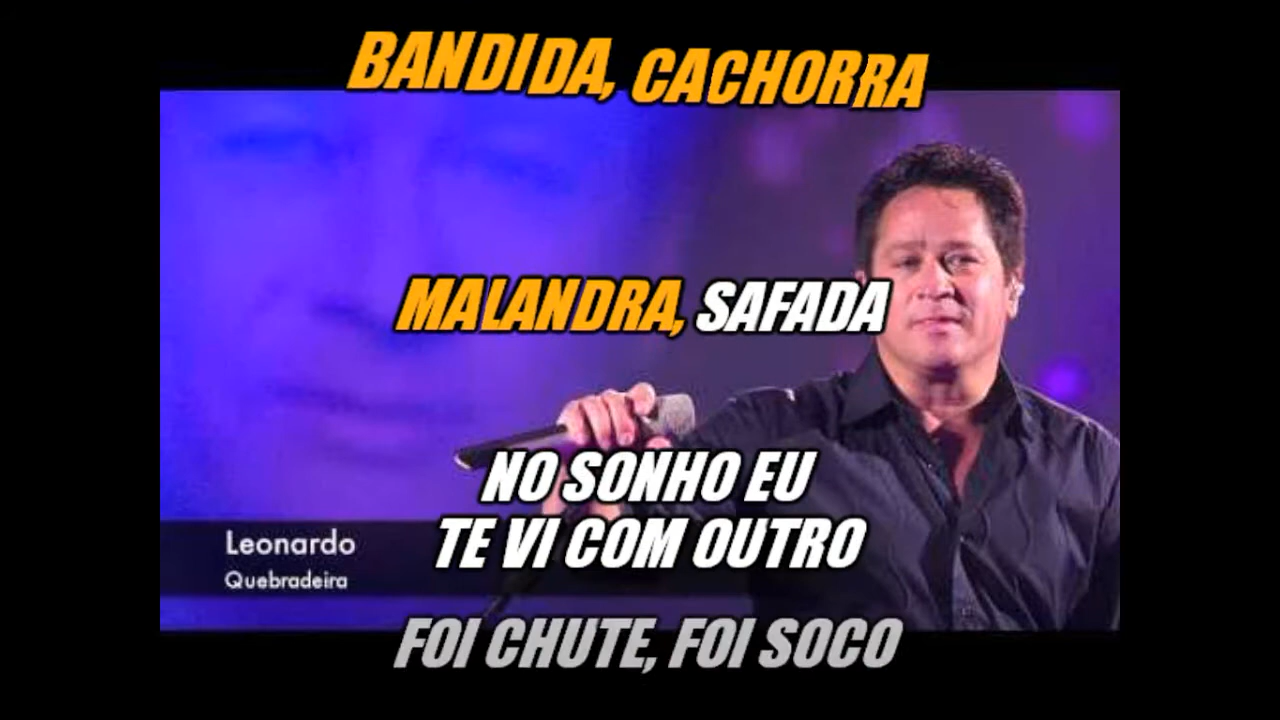 BANDIDA, CACHORRA
MALANDRA, SAFADA
NO SONHO EU
TE VI COM OUTRO
Leonardo
Quebradeira
FOI CHUTE, FOI SOCO